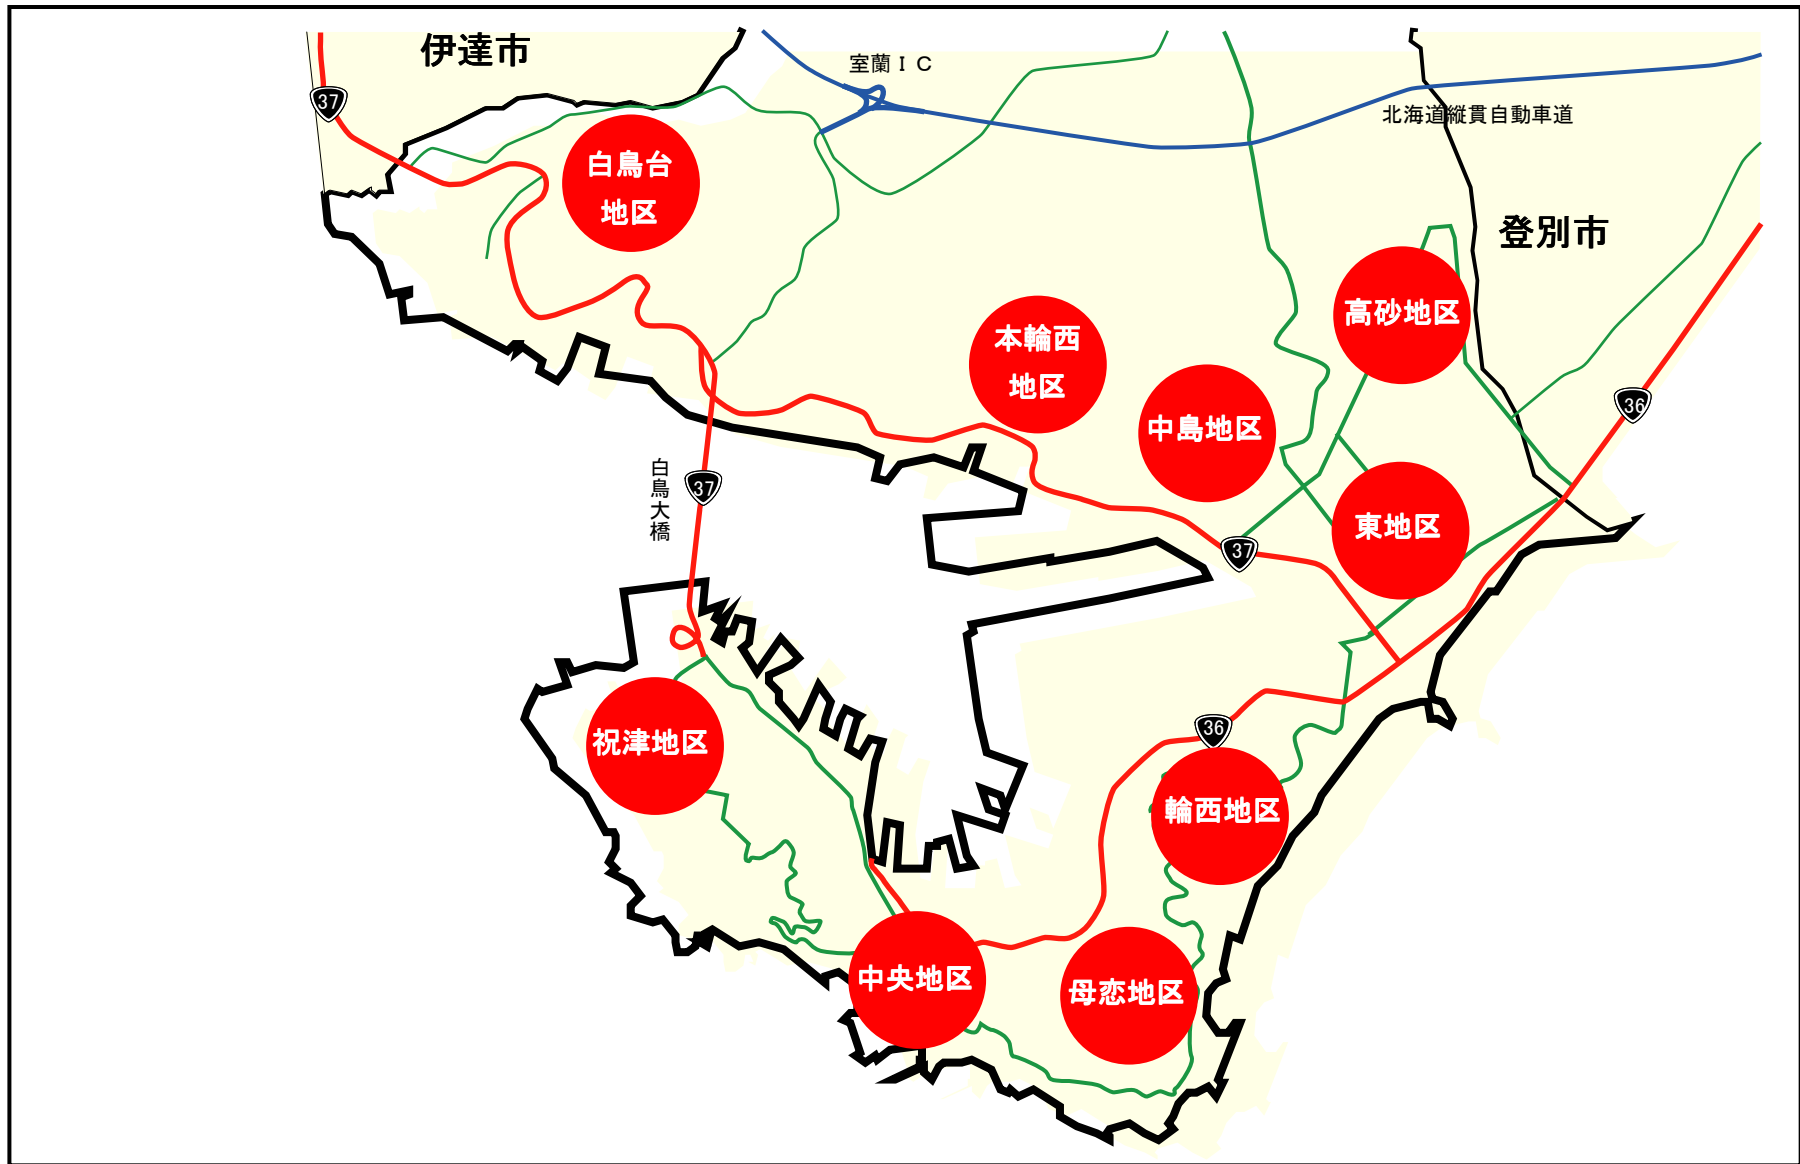 伊達市
室蘭ＩＣ
37
北海道縦貫自動車道
白鳥台
地区
登別市
高砂地区
本輪西
地区
36
中島地区
白鳥大橋
37
東地区
37
36
祝津地区
輪西地区
中央地区
母恋地区